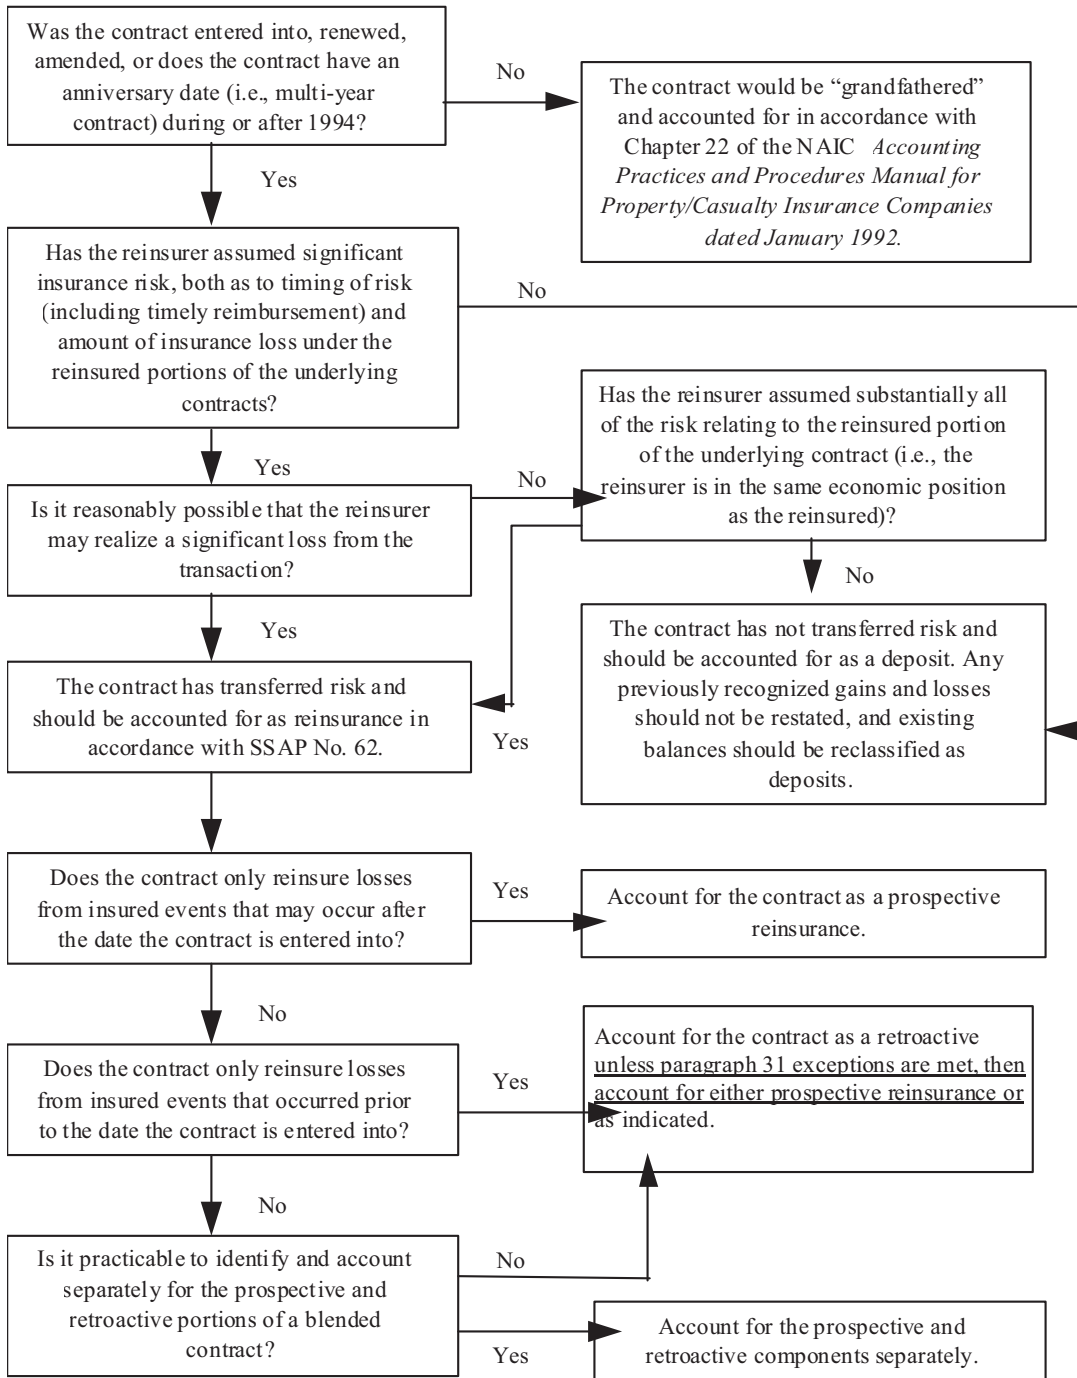 Was the contract entered into, renewed,
amended, or does the contract have an
anniversary date (i.e., multi-year
contract) during or after 1994?
No
The contract would be “grandfathered”
and accounted for in accordance with
Chapter 22 of the NAIC Accounting
Practices and Procedures Manual for
Property/Casualty Insurance Companies
dated January 1992.
Yes
Has the reinsurer assumed significant
insurance risk, both as to timing of risk
(including timely reimbursement) and
amount of insurance loss under the
reinsured portions of the underlying
contracts?
No
Has the reinsurer assumed substantially all
of the risk relating to the reinsured portion
of the underlying contract (i.e., the
reinsurer is in the same economic position
as the reinsured)?
Yes
No
Is it reasonably possible that the reinsurer
may realize a significant loss from the
transaction?
No
Yes
The contract has not transferred risk and
should be accounted for as a deposit. Any
previously recognized gains and losses
should not be restated, and existing
balances should be reclassified as
deposits.
The contract has transferred risk and
should be accounted for as reinsurance in
accordance with SSAP No. 62.
Yes
Does the contract only reinsure losses
from insured events that may occur after
the date the contract is entered into?
Yes
Account for the contract as a prospective
reinsurance.
No
Does the contract only reinsure losses
from insured events that occurred prior
to the date the contract is entered into?
Yes
Account for the contract as a retroactive
unless paragraph 31 exceptions are met, then
account for either prospective reinsurance or
as indicated.
No
Is it practicable to identify and account
separately for the prospective and
retroactive portions of a blended
contract?
No
Yes
Account for the prospective and
retroactive components separately.